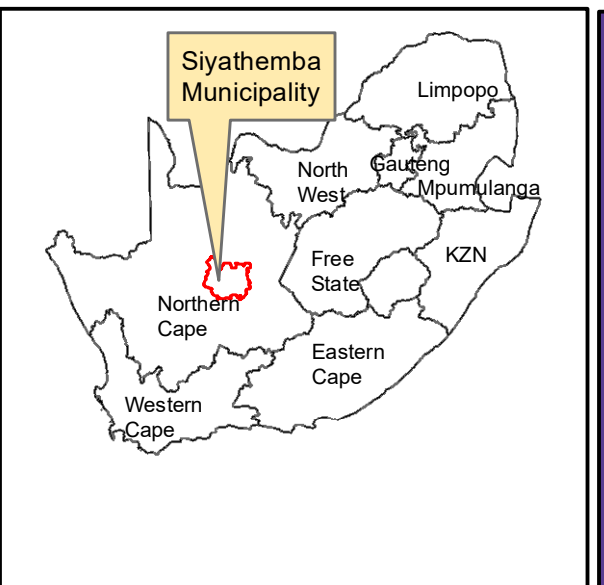 Siyathemba
Municipality
Limpopo
North
West
Gauteng
Mpumulanga
Free
State
KZN
Northern
Cape
Eastern
Cape
Western
Cape